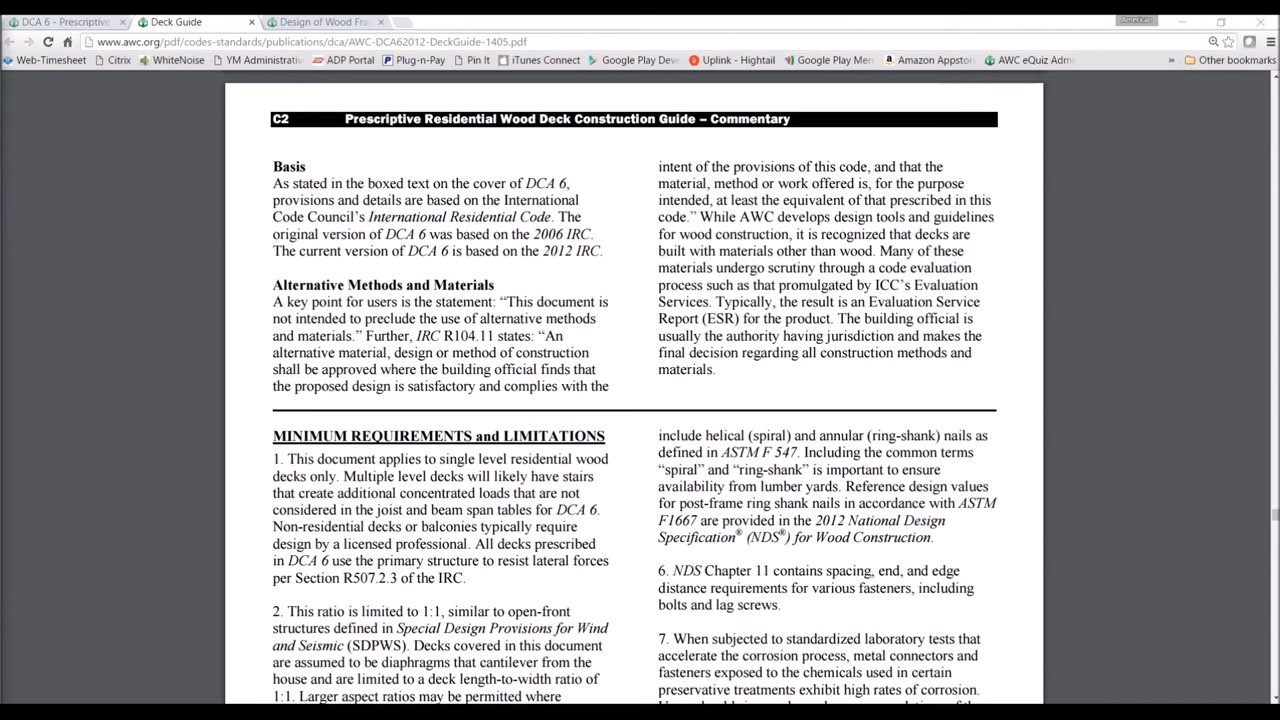 DCA 6 - Prescriptive
Deck Guide
Design of Wood Fra
American
www.awc.org/pdf/codes-standards/publications/dca/AWC-DCA62012-DeckGuide-1405.pdf
Web-Timesheet Citrix WhiteNoise YM Administrativ ADP Portal Plug-n-Pay Pin It iTunes Connect Google Play Deve Uplink - Hightail Google Play Mer Amazon Appstor AWC eQuiz Admi » Other bookmarks
C2 Prescriptive Residential Wood Deck Construction Guide – Commentary
Basis
As stated in the boxed text on the cover of DCA 6,
provisions and details are based on the International
Code Council’s International Residential Code. The
original version of DCA 6 was based on the 2006 IRC.
The current version of DCA 6 is based on the 2012 IRC.
Alternative Methods and Materials
A key point for users is the statement: “This document is
not intended to preclude the use of alternative methods
and materials.” Further, IRC R104.11 states: “An
alternative material, design or method of construction
shall be approved where the building official finds that
the proposed design is satisfactory and complies with the
intent of the provisions of this code, and that the
material, method or work offered is, for the purpose
intended, at least the equivalent of that prescribed in this
code.” While AWC develops design tools and guidelines
for wood construction, it is recognized that decks are
built with materials other than wood. Many of these
materials undergo scrutiny through a code evaluation
process such as that promulgated by ICC’s Evaluation
Services. Typically, the result is an Evaluation Service
Report (ESR) for the product. The building official is
usually the authority having jurisdiction and makes the
final decision regarding all construction methods and
materials.
MINIMUM REQUIREMENTS and LIMITATIONS
1. This document applies to single level residential wood
decks only. Multiple level decks will likely have stairs
that create additional concentrated loads that are not
considered in the joist and beam span tables for DCA 6.
Non-residential decks or balconies typically require
design by a licensed professional. All decks prescribed
in DCA 6 use the primary structure to resist lateral forces
per Section R507.2.3 of the IRC.
2. This ratio is limited to 1:1, similar to open-front
structures defined in Special Design Provisions for Wind
and Seismic (SDPWS). Decks covered in this document
are assumed to be diaphragms that cantilever from the
house and are limited to a deck length-to-width ratio of
1:1. Larger aspect ratios may be permitted where
include helical (spiral) and annular (ring-shank) nails as
defined in ASTM F 547. Including the common terms
“spiral” and “ring-shank” is important to ensure
availability from lumber yards. Reference design values
for post-frame ring shank nails in accordance with ASTM
F1667 are provided in the 2012 National Design
Specification® (NDS®) for Wood Construction.
6. NDS Chapter 11 contains spacing, end, and edge
distance requirements for various fasteners, including
bolts and lag screws.
7. When subjected to standardized laboratory tests that
accelerate the corrosion process, metal connectors and
fasteners exposed to the chemicals used in certain
preservative treatments exhibit high rates of corrosion.